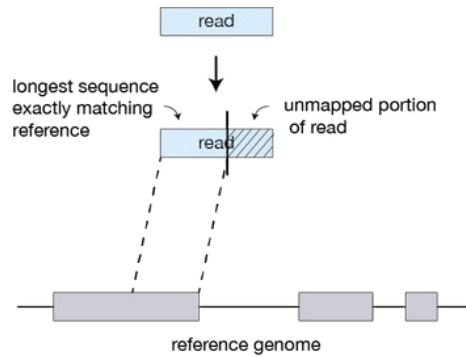 read
longest sequence
exactly matching
reference
unmapped portion
of read
read
reference genome